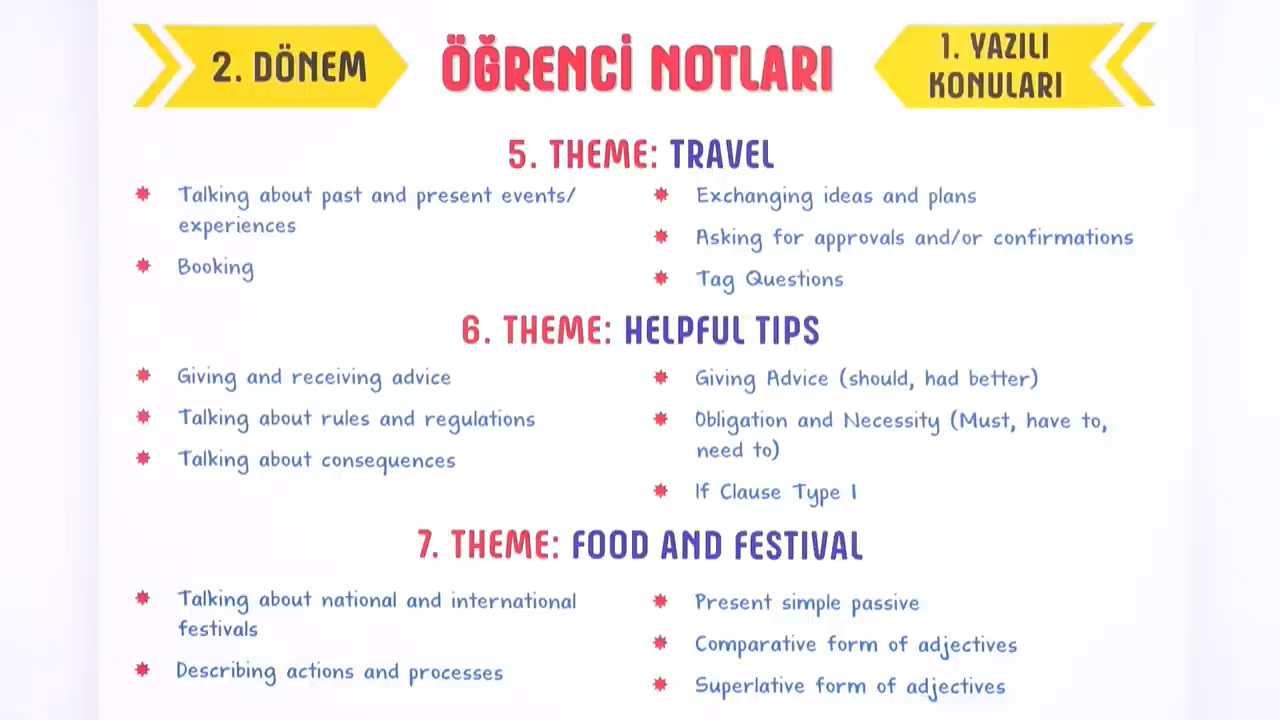 2. DÖNEM
ÖĞRENCİ NOTLARI
1. YAZILI
KONULARI
5. THEME: TRAVEL
Talking about past and present events/
experiences
Booking
Exchanging ideas and plans
Asking for approvals and/or confirmations
Tag Questions
6. THEME: HELPFUL TIPS
Giving and receiving advice
Talking about rules and regulations
Talking about consequences
Giving Advice (should, had better)
Obligation and Necessity (Must, have to,
need to)
If Clause Type 1
7. THEME: FOOD AND FESTIVAL
Talking about national and international
festivals
Describing actions and processes
Present simple passive
Comparative form of adjectives
Superlative form of adjectives